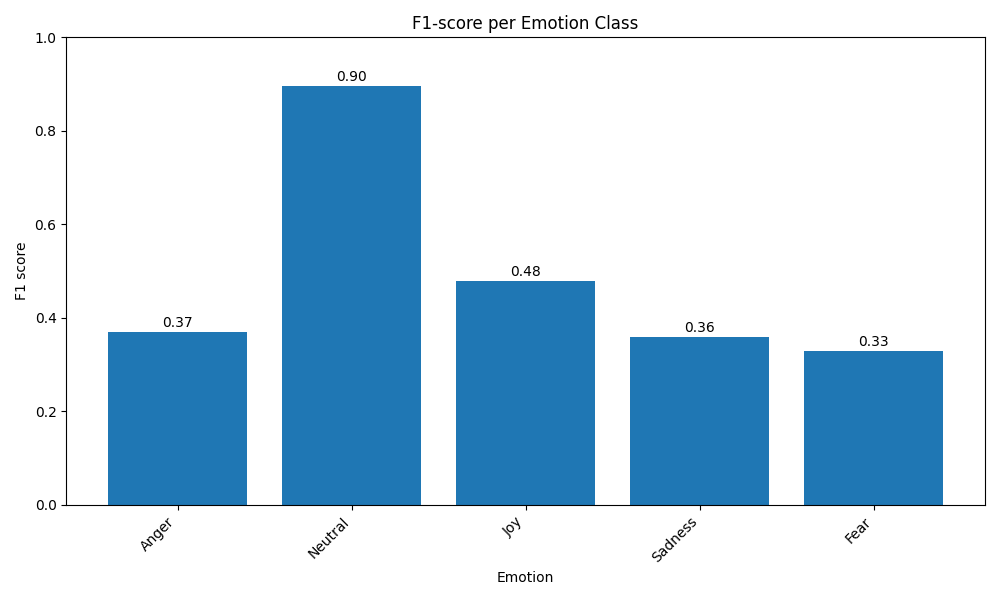 F1-score per Emotion Class
F1 score
1.0
0.8
0.6
0.4
0.2
0.0
0.37
0.90
0.48
0.36
0.33
Anger
Neutral
Joy
Sadness
Fear
Emotion